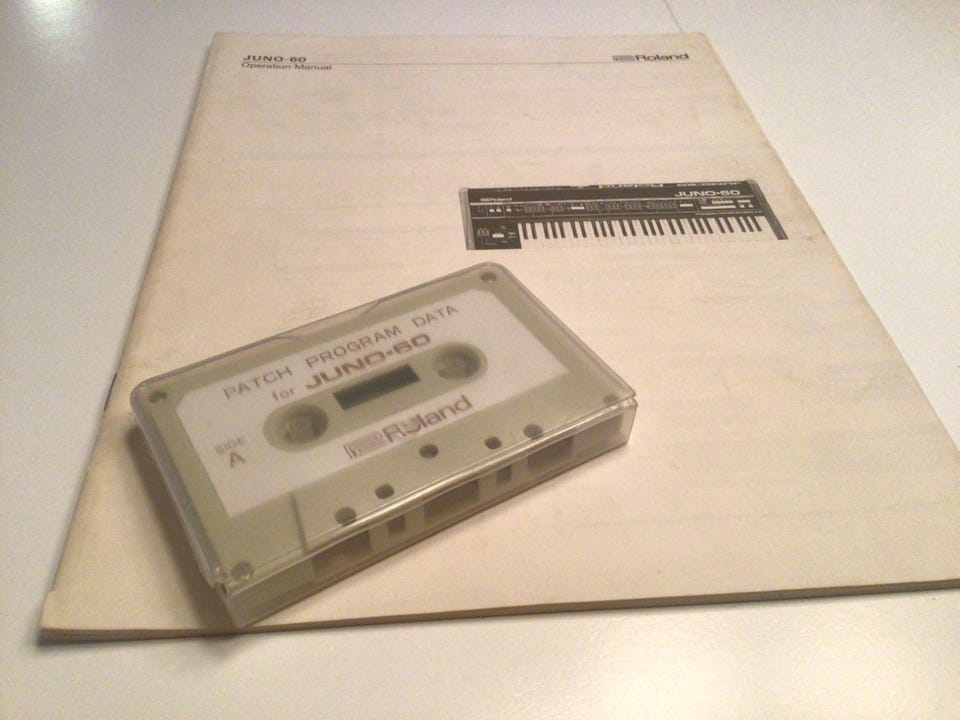 JUNO-60
Operation Manual
Roland
Roland
JUNO-60
PATCH PROGRAM DATA
for JUNO-60
SIDE
A
Roland